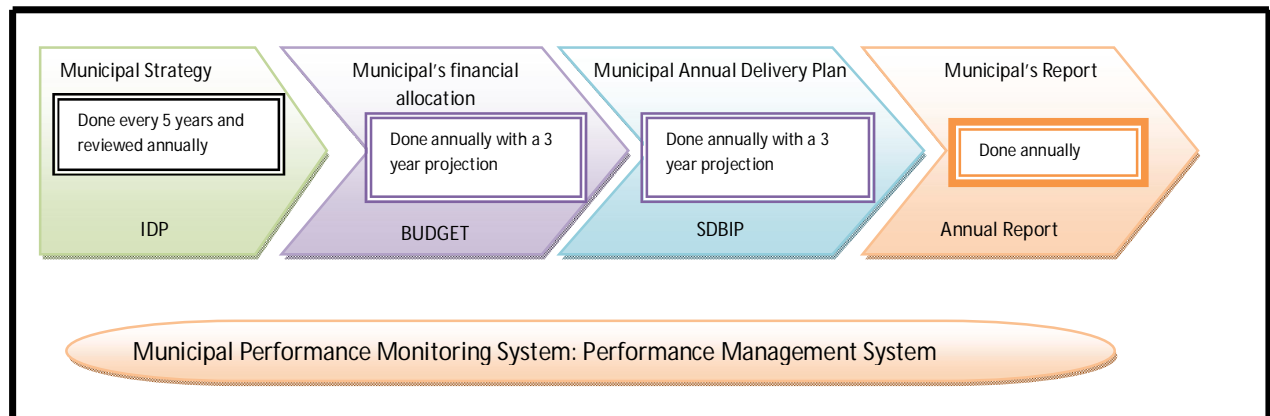 Municipal Strategy
Done every 5 years and
reviewed annually
IDP
Municipal's financial
allocation
Done annually with a 3
year projection
BUDGET
Municipal Annual Delivery Plan
Done annually with a 3
year projection
SDBIP
Municipal's Report
Done annually
Annual Report
Municipal Performance Monitoring System: Performance Management System